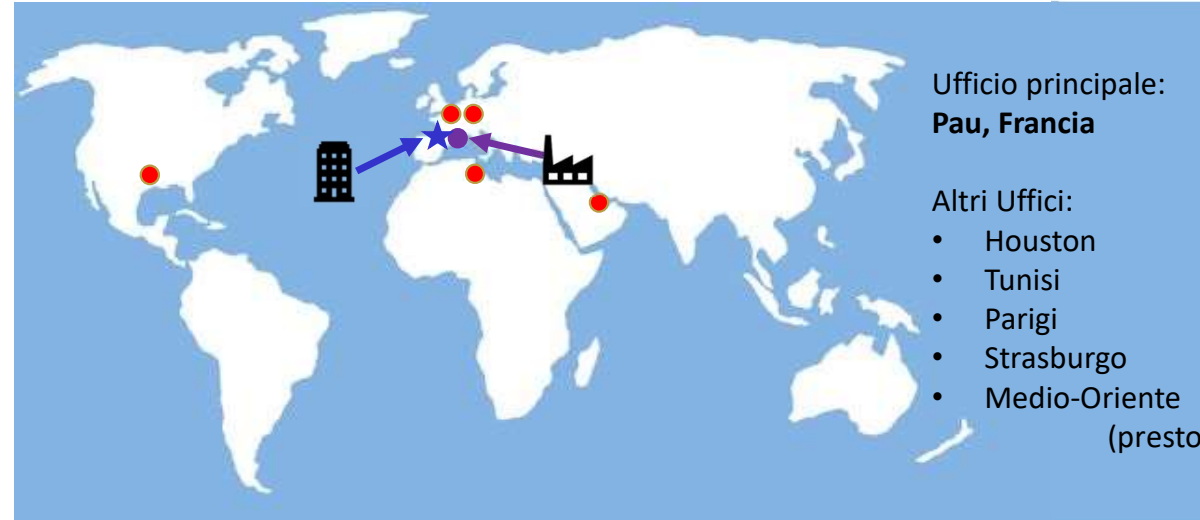 Ufficio principale:
Pau, Francia
Altri Uffici:
• Houston
• Tunisi
• Parigi
• Strasburgo
• Medio-Oriente
(presto